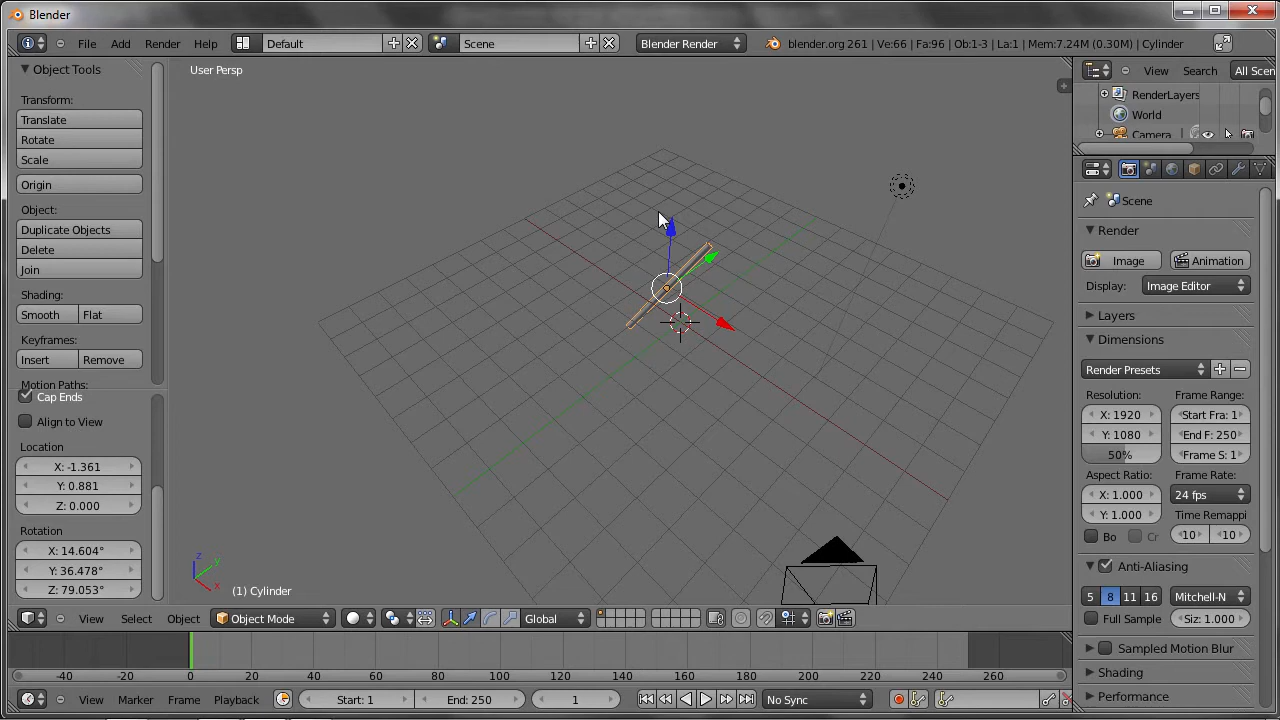 Blender
File Add Render Help Default Scene Blender Render blender.org 261 | Ve:66 | Fa:96 | Ob:1-3 | La:1 | Mem:7.24M (0.30M) | Cylinder
Object Tools
Transform:
Translate
Rotate
Scale
Origin
Object:
Duplicate Objects
Delete
Join
Shading:
Smooth Flat
Keyframes:
Insert Remove
Motion Paths:
Cap Ends
Align to View
Location
X: -1.361
Y: 0.881
Z: 0.000
Rotation
X: 14.604°
Y: 36.478°
Z: 79.053°
User Persp
z
y
x
(1) Cylinder
View Search All Scen
RenderLayers
World
Camera
Scene
Render
Image Animation
Display: Image Editor
Layers
Dimensions
Render Presets
Resolution: Frame Range:
X: 1920 Start Fra: 1
Y: 1080 End F: 250
50% Frame S: 1
Aspect Ratio: Frame Rate:
X: 1.000 24 fps
Y: 1.000 Time Remappi
Bo Cr 10 10
Anti-Aliasing
5 8 11 16 Mitchell-N
Full Sample Siz: 1.000
Sampled Motion Blur
Shading
Performance
View Select Object Object Mode Global
-40 -20 0 20 40 60 80 100 120 140 160 180 200 220 240 260
View Marker Frame Playback Start: 1 End: 250 1 No Sync